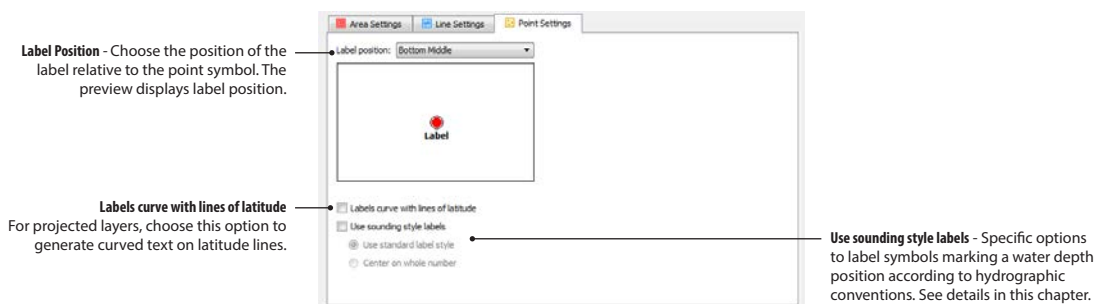 Area Settings Line Settings Point Settings
Label Position - Choose the position of the
label relative to the point symbol. The
preview displays label position.
Label position: Bottom Middle
Label
Labels curve with lines of latitude
For projected layers, choose this option to
generate curved text on latitude lines.
Labels curve with lines of latitude
Use sounding style labels
Use standard label style
Center on whole number
Use sounding style labels - Specific options
to label symbols marking a water depth
position according to hydrographic
conventions. See details in this chapter.